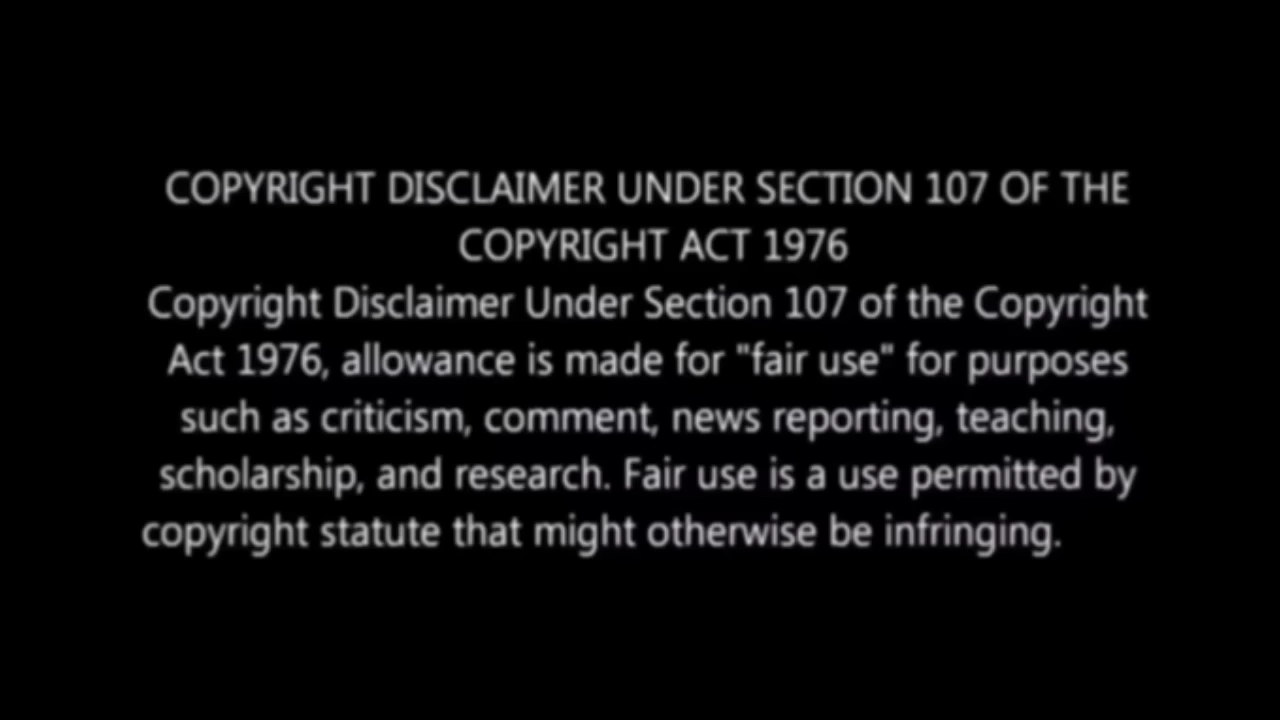 COPYRIGHT DISCLAIMER UNDER SECTION 107 OF THE
COPYRIGHT ACT 1976
Copyright Disclaimer Under Section 107 of the Copyright
Act 1976, allowance is made for "fair use" for purposes
such as criticism, comment, news reporting, teaching,
scholarship, and research. Fair use is a use permitted by
copyright statute that might otherwise be infringing.